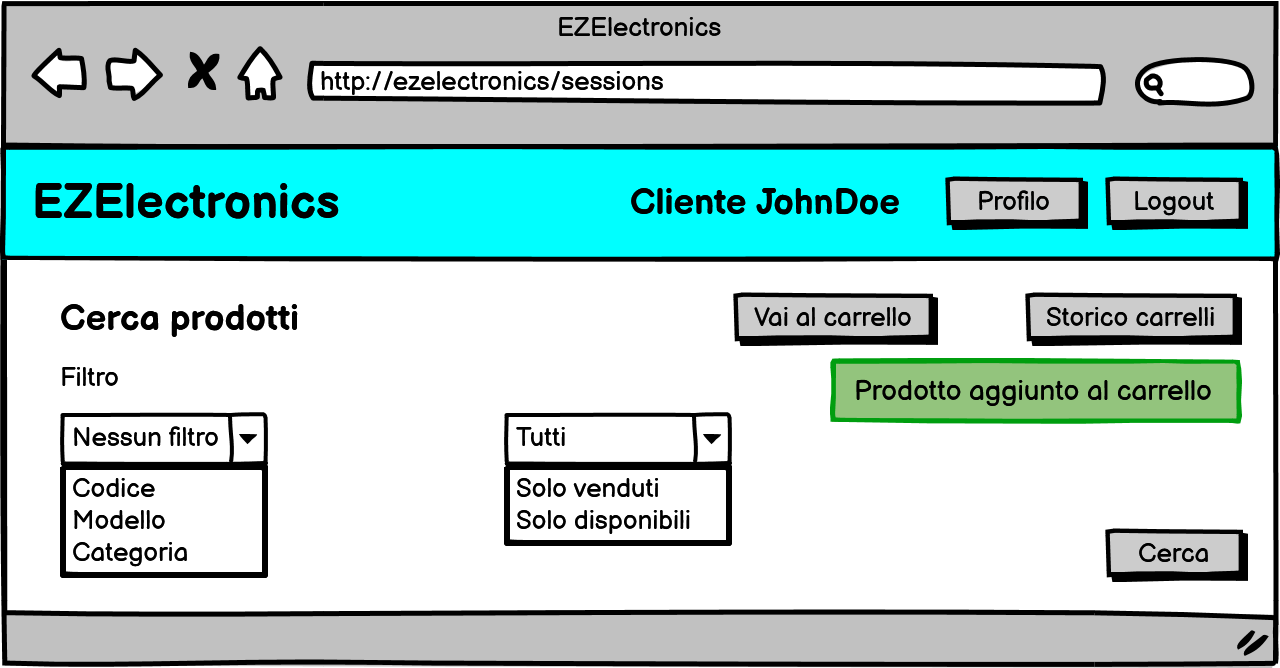 EZElectronics
http://ezelectronics/sessions
EZElectronics
Cliente JohnDoe
Profilo
Logout
Cerca prodotti
Vai al carrello
Storico carrelli
Filtro
Prodotto aggiunto al carrello
Nessun filtro
Codice
Modello
Categoria
Tutti
Solo venduti
Solo disponibili
Cerca